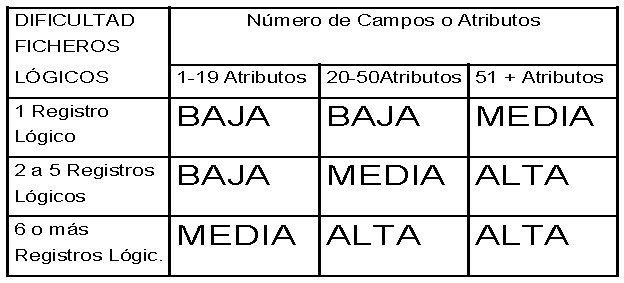 DIFICULTAD
FICHEROS
LÓGICOS
Número de Campos o Atributos
1-19 Atributos 20-50Atributos 51 + Atributos
1 Registro
Lógico
BAJA BAJA MEDIA
2 a 5 Registros
Lógicos
BAJA MEDIA ALTA
6 o más
Registros Lógic.
MEDIA ALTA ALTA